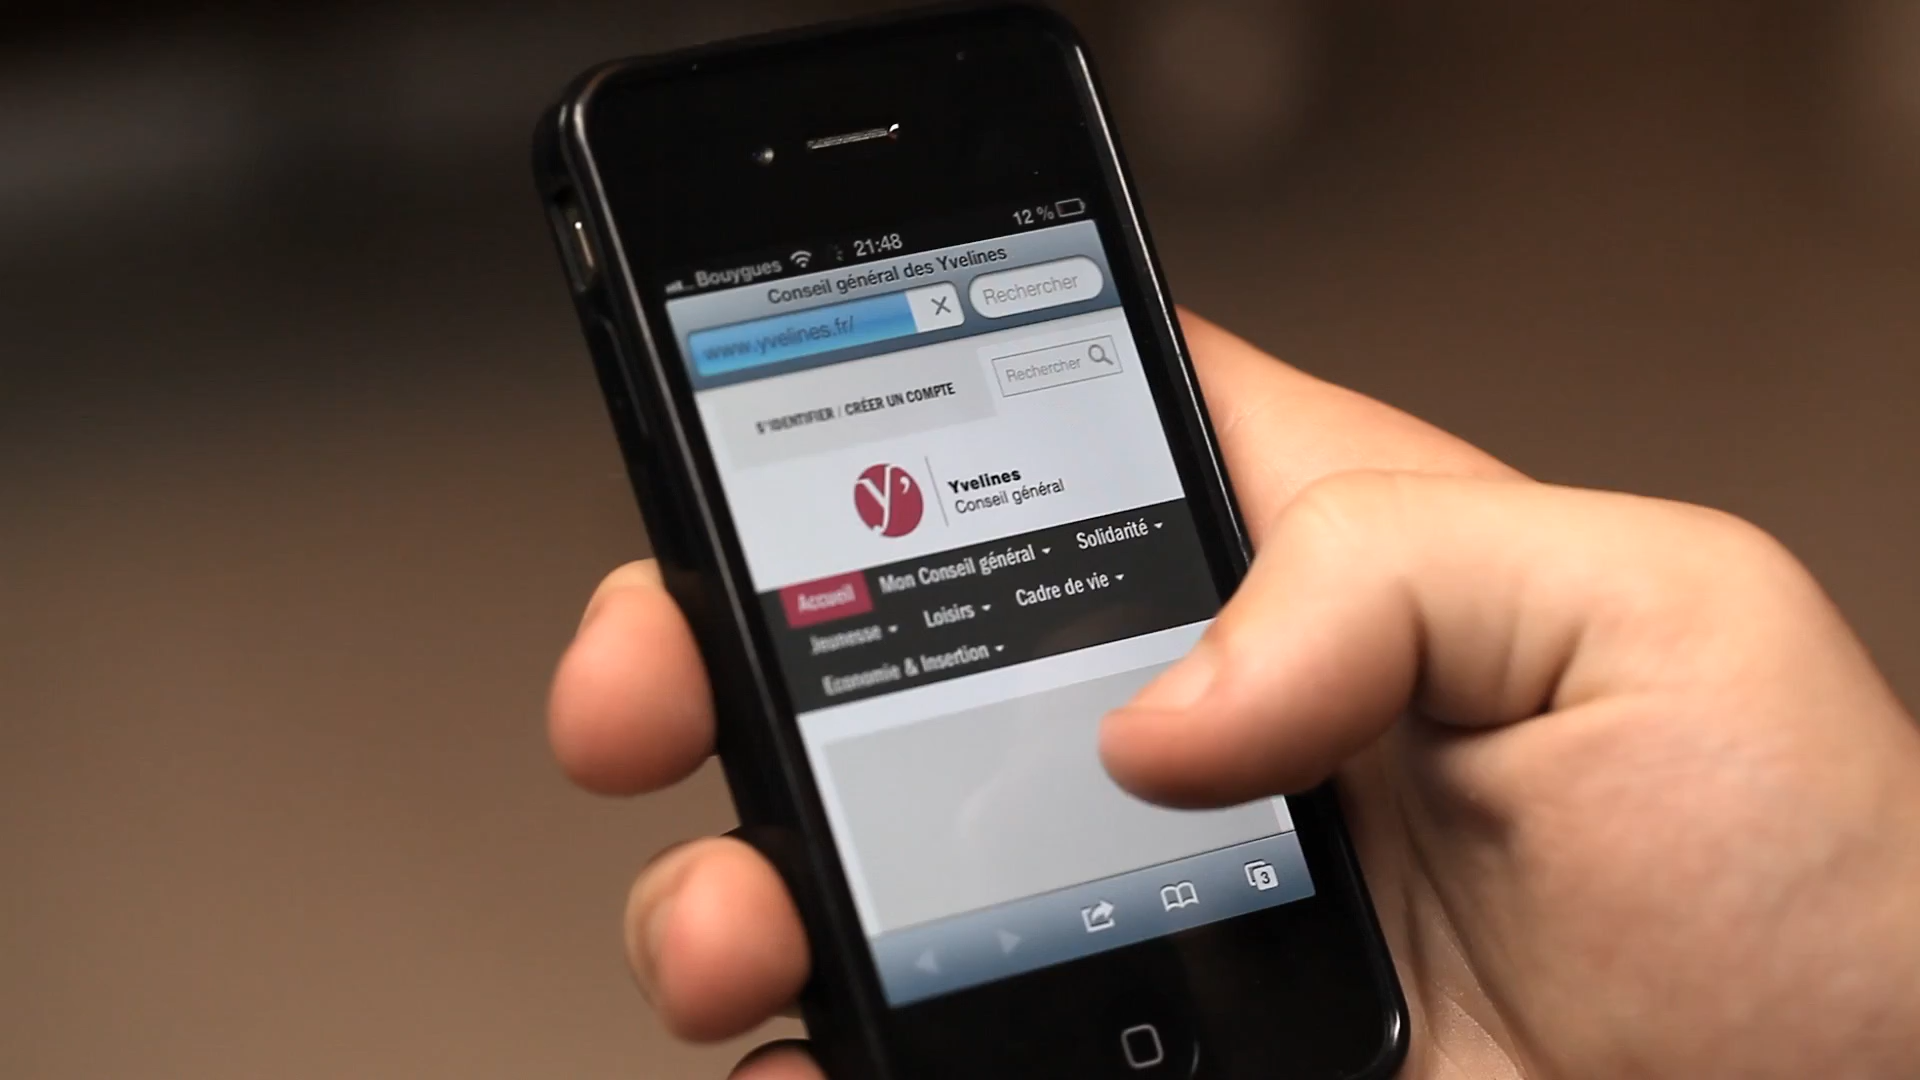 Bouygues 21:48 12 %
Conseil général des Yvelines
www.yvelines.fr/ Rechercher
S'IDENTIFIER / CRÉER UN COMPTE Rechercher
Y'
Yvelines
Conseil général
Accueil Mon Conseil général Solidarité
Jeunesse Loisirs Cadre de vie
Economie & Insertion
3